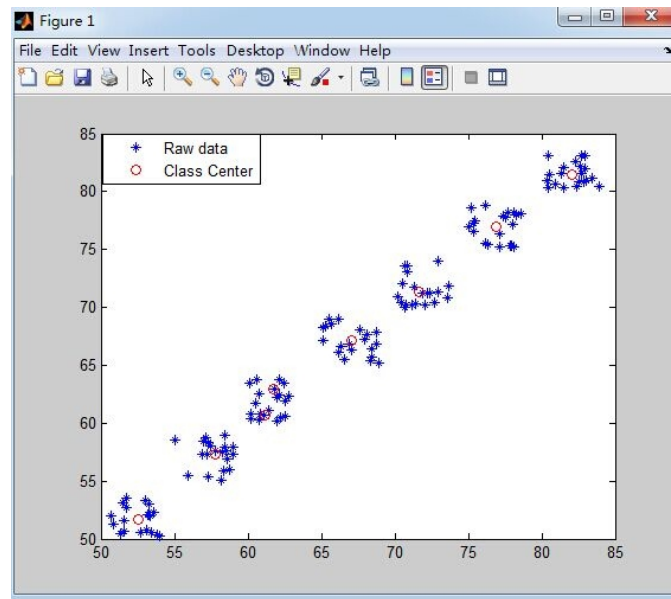 Figure 1
File Edit View Insert Tools Desktop Window Help
85
80
75
70
65
60
55
50
Raw data
Class Center
50 55 60 65 70 75 80 85